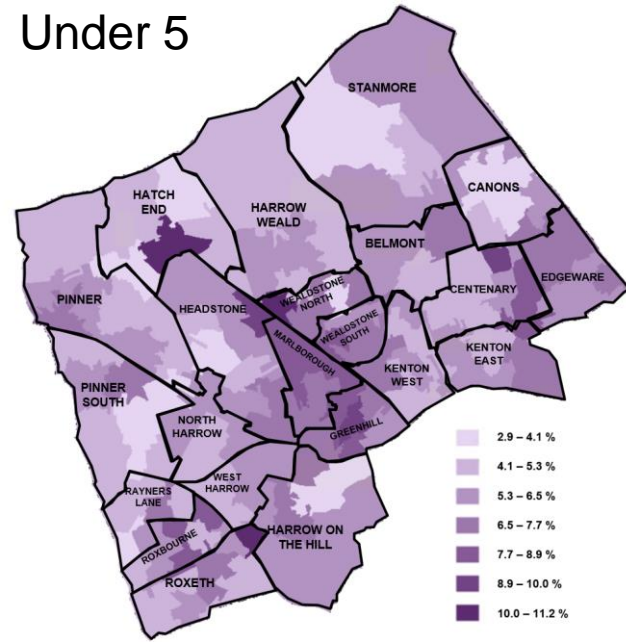 Under 5
STANMORE
CANONS
HATCH
END
HARROW
WEALD
BELMONT
EDGEWARE
CENTENARY
PINNER
HEADSTONE
WEALDSTONE
NORTH
WEALDSTONE
SOUTH
MARLBOROUGH
KENTON
WEST
KENTON
EAST
PINNER
SOUTH
NORTH
HARROW
GREENHILL
RAYNERS
LANE
WEST
HARROW
ROXBOURNE
HARROW ON
THE HILL
ROXETH
2.9 – 4.1 %
4.1 – 5.3 %
5.3 – 6.5 %
6.5 – 7.7 %
7.7 – 8.9 %
8.9 – 10.0 %
10.0 – 11.2 %